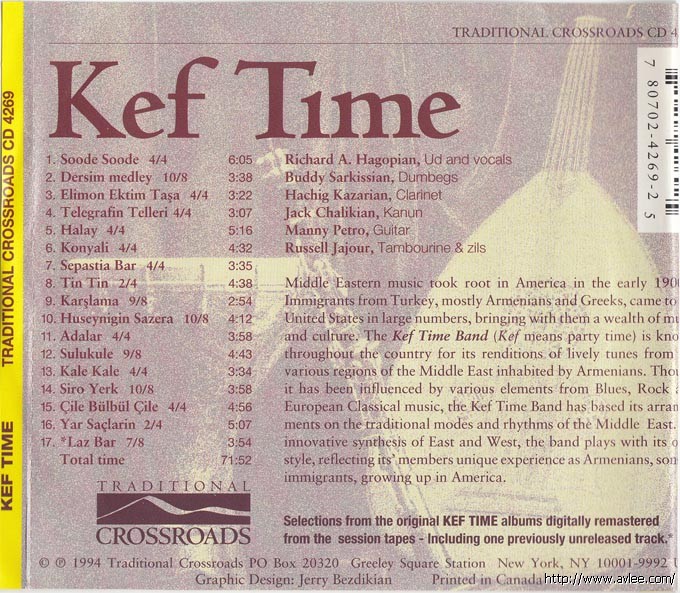 TRADITIONAL CROSSROADS CD 4
Kef Time
1. Soode Soode 4/4 6:05
2. Dersim medley 10/8 3:38
3. Elimon Ektim Taşa 4/4 3:22
4. Telegrafin Telleri 4/4 3:07
5. Halay 4/4 5:16
6. Konyali 4/4 4:32
7. Sepastia Bar 4/4 3:35
8. Tin Tin 2/4 4:38
9. Karşlama 9/8 2:54
10. Huseynigin Sazera 10/8 4:12
11. Adalar 4/4 3:58
12. Sulukule 9/8 4:43
13. Kale Kale 4/4 3:34
14. Siro Yerk 10/8 3:58
15. Çile Bülbül Çile 4/4 4:56
16. Yar Saçlarin 2/4 5:07
17. *Laz Bar 7/8 3:54
Total time 71:52
Richard A. Hagopian, Ud and vocals
Buddy Sarkissian, Dumbegs
Hachig Kazarian, Clarinet
Jack Chalikian, Kanun
Manny Petro, Guitar
Russell Jajour, Tambourine & zils
Middle Eastern music took root in America in the early 190
Immigrants from Turkey, mostly Armenians and Greeks, came to
United States in large numbers, bringing with them a wealth of mu
and culture. The Kef Time Band (Kef means party time) is kno
throughout the country for its renditions of lively tunes from
various regions of the Middle East inhabited by Armenians. Thou
it has been influenced by various elements from Blues, Rock a
European Classical music, the Kef Time Band has based its arran
ments on the traditional modes and rhythms of the Middle East.
innovative synthesis of East and West, the band plays with its o
style, reflecting its' members unique experience as Armenians, son
immigrants, growing up in America.
TRADITIONAL
CROSSROADS
Selections from the original KEF TIME albums digitally remastered
from the session tapes - Including one previously unreleased track.*
© ℗ 1994 Traditional Crossroads PO Box 20320 Greeley Square Station New York, NY 10001-9992 U
Graphic Design: Jerry Bezdikian Printed in Canada
KEF TIME TRADITIONAL CROSSROADS CD 4269
7 80702-4269-2 5
http://www.avlee.com/